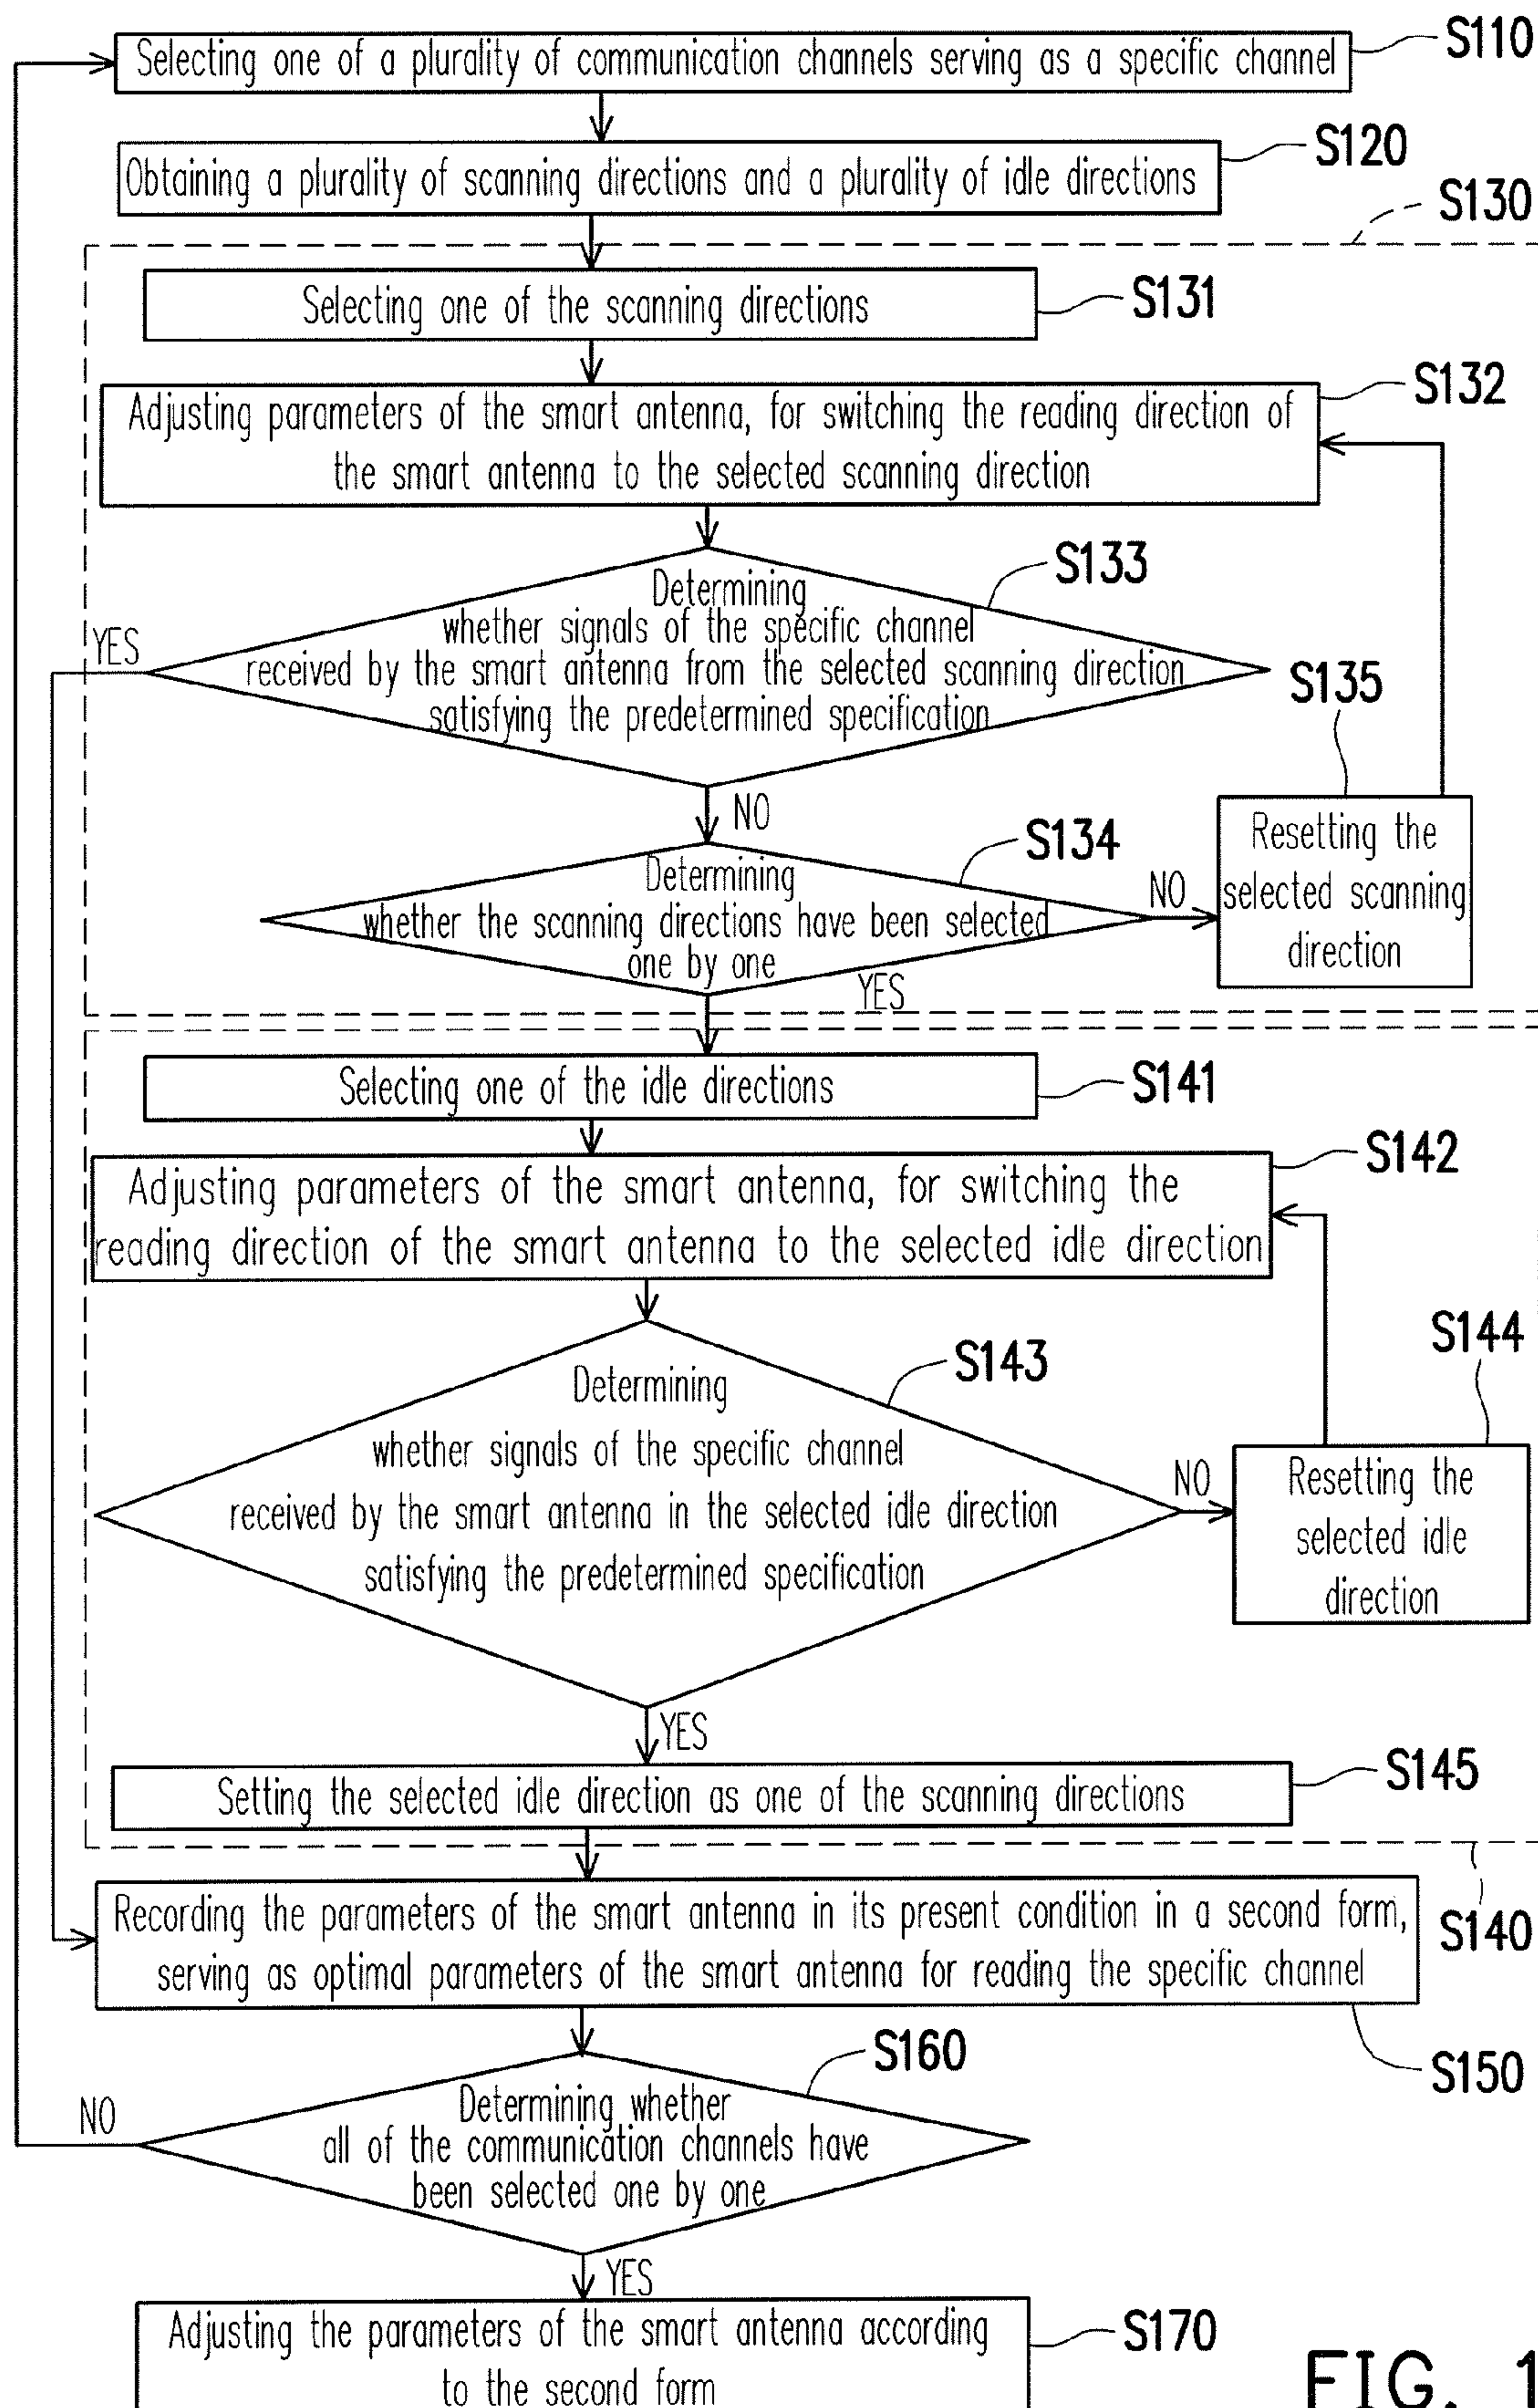 Selecting one of a plurality of communication channels serving as a specific channel
S110
Obtaining a plurality of scanning directions and a plurality of idle directions
S120
S130
Selecting one of the scanning directions
S131
Adjusting parameters of the smart antenna, for switching the reading direction of
the smart antenna to the selected scanning direction
S132
Determining
whether signals of the specific channel
received by the smart antenna from the selected scanning direction
satisfying the predetermined specification
S133
YES
NO
S135
Resetting the
selected scanning
direction
Determining
whether the scanning directions have been selected
one by one
S134
NO
YES
Selecting one of the idle directions
S141
Adjusting parameters of the smart antenna, for switching the
reading direction of the smart antenna to the selected idle direction
S142
Determining
whether signals of the specific channel
received by the smart antenna in the selected idle direction
satisfying the predetermined specification
S143
NO
S144
Resetting the
selected idle
direction
YES
Setting the selected idle direction as one of the scanning directions
S145
S140
Recording the parameters of the smart antenna in its present condition in a second form,
serving as optimal parameters of the smart antenna for reading the specific channel
S150
Determining whether
all of the communication channels have
been selected one by one
S160
NO
YES
Adjusting the parameters of the smart antenna according
to the second form
S170
FIG. 1